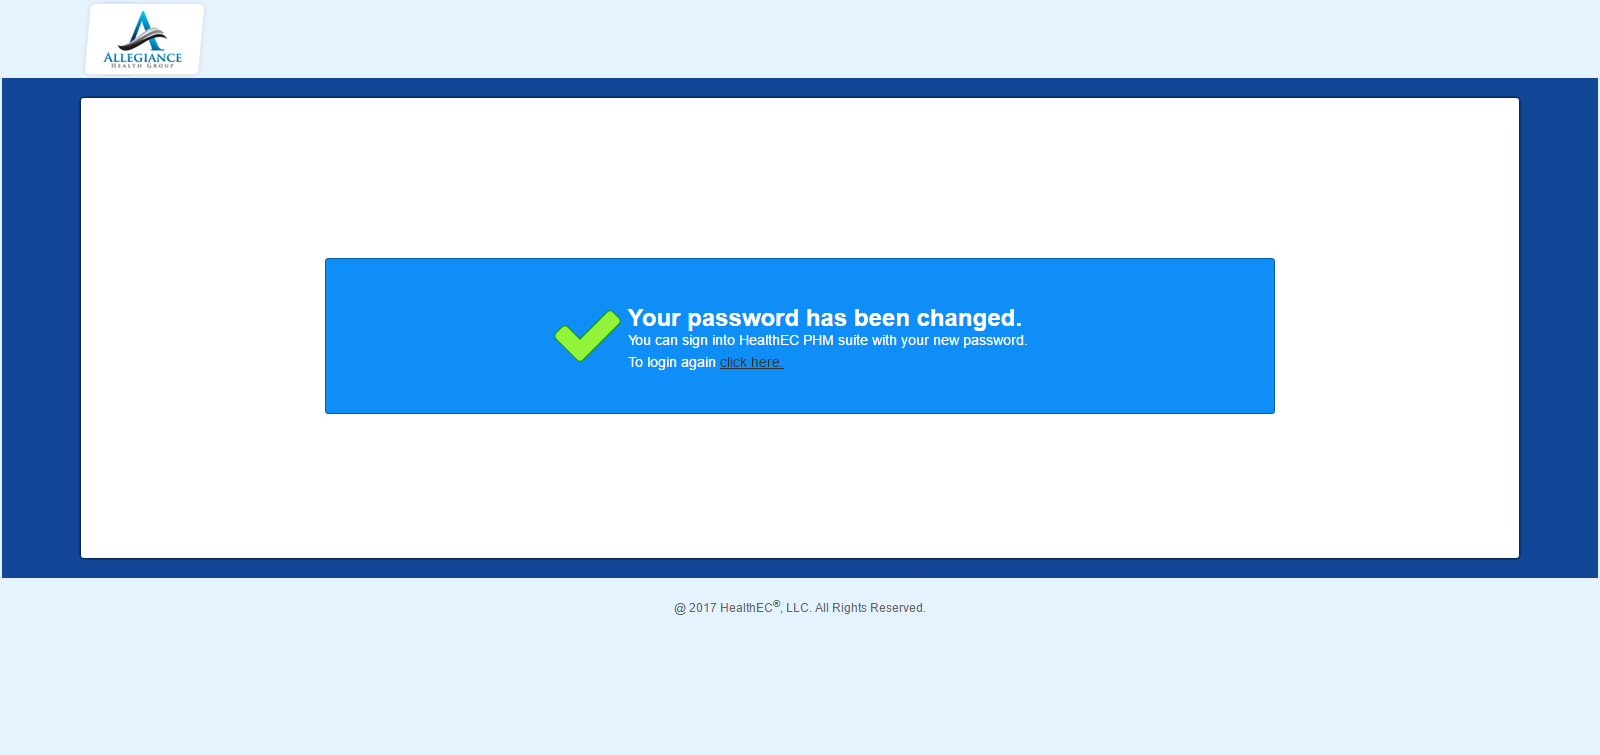 ALLEGIANCE
HEALTH GROUP
Your password has been changed.
You can sign into HealthEC PHM suite with your new password.
To login again click here.
@ 2017 HealthEC®, LLC. All Rights Reserved.